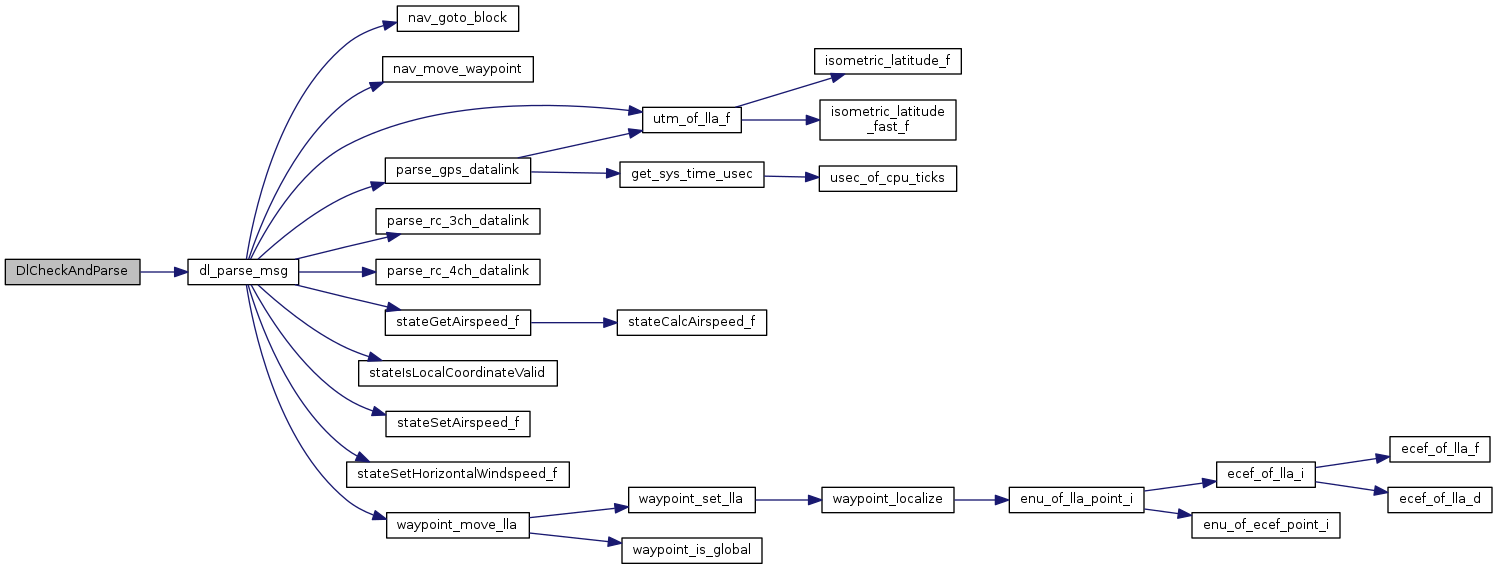 nav_goto_block
isometric_latitude_f
nav_move_waypoint
utm_of_lla_f
isometric_latitude
_fast_f
parse_gps_datalink
get_sys_time_usec
usec_of_cpu_ticks
parse_rc_3ch_datalink
DlCheckAndParse
dl_parse_msg
parse_rc_4ch_datalink
stateGetAirspeed_f
stateCalcAirspeed_f
stateIsLocalCoordinateValid
stateSetAirspeed_f
stateSetHorizontalWindspeed_f
ecef_of_lla_f
ecef_of_lla_i
waypoint_move_lla
waypoint_set_lla
waypoint_localize
enu_of_lla_point_i
ecef_of_lla_d
enu_of_ecef_point_i
waypoint_is_global